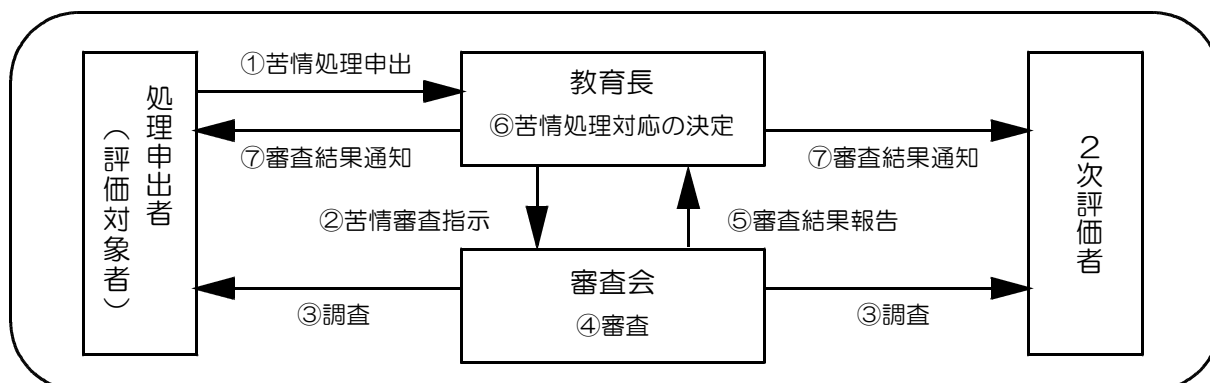 ①苦情処理申出
処理申出者
（評価対象者）
教育長
⑥苦情処理対応の決定
⑦審査結果通知
⑦審査結果通知
２次評価者
②苦情審査指示
⑤審査結果報告
審査会
④審査
③調査
③調査